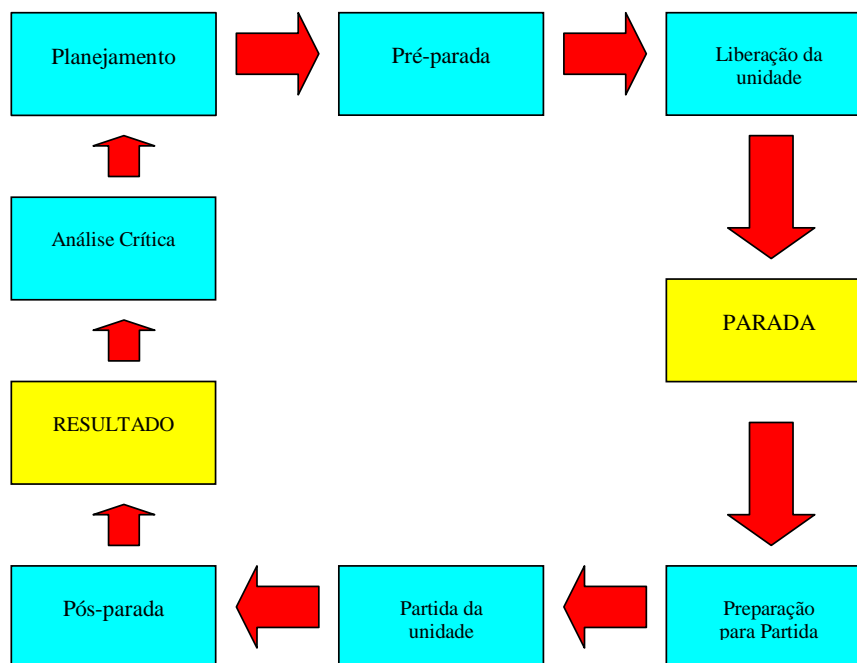 Planejamento
Pré-parada
Liberação da
unidade
Análise Crítica
PARADA
RESULTADO
Pós-parada
Partida da
unidade
Preparação
para Partida